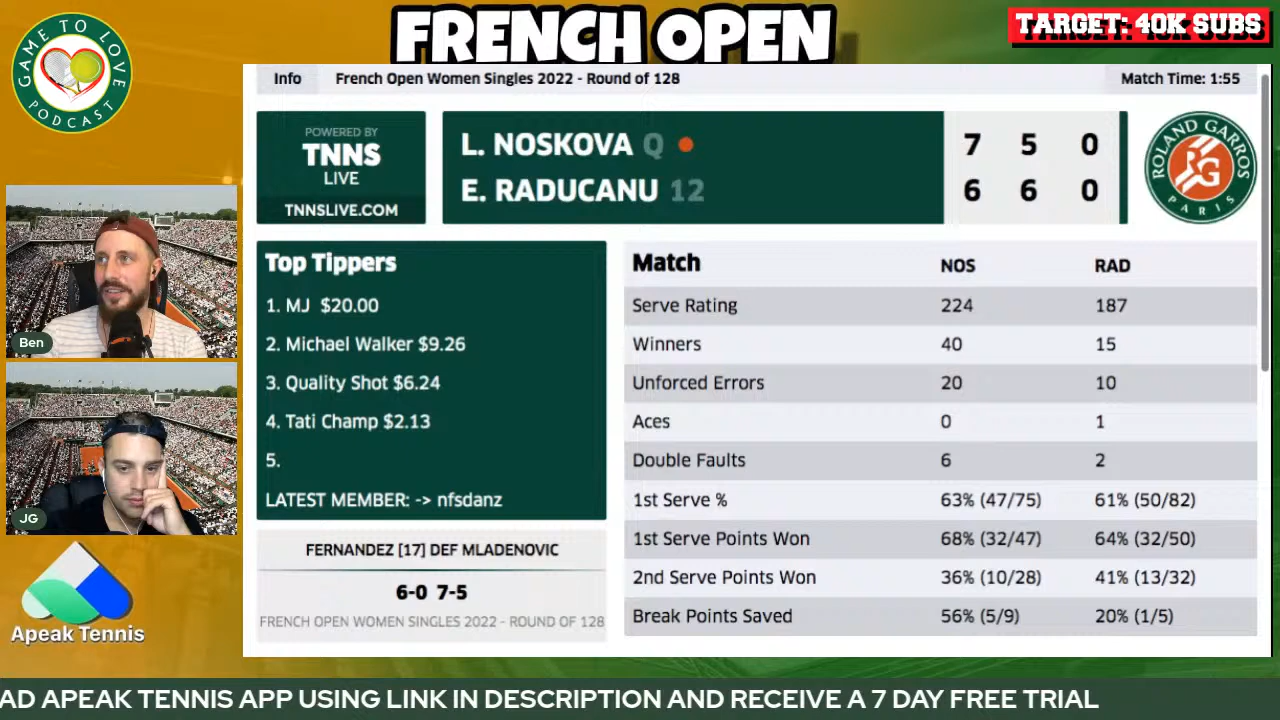 GAME TO LOVE
PODCAST
FRENCH OPEN
TARGET: 40K SUBS
Info French Open Women Singles 2022 - Round of 128 Match Time: 1:55
POWERED BY
TNNS
LIVE
TNNSLIVE.COM
L. NOSKOVA Q 7 5 0
E. RADUCANU 12 6 6 0
ROLAND GARROS
RG
PARIS
Top Tippers
1. MJ $20.00
2. Michael Walker $9.26
3. Quality Shot $6.24
4. Tati Champ $2.13
5.
LATEST MEMBER: -> nfsdanz
FERNANDEZ [17] DEF MLADENOVIC
6-0 7-5
FRENCH OPEN WOMEN SINGLES 2022 - ROUND OF 128
Match NOS RAD
Serve Rating 224 187
Winners 40 15
Unforced Errors 20 10
Aces 0 1
Double Faults 6 2
1st Serve % 63% (47/75) 61% (50/82)
1st Serve Points Won 68% (32/47) 64% (32/50)
2nd Serve Points Won 36% (10/28) 41% (13/32)
Break Points Saved 56% (5/9) 20% (1/5)
Ben
JG
Apeak Tennis
AD APEAK TENNIS APP USING LINK IN DESCRIPTION AND RECEIVE A 7 DAY FREE TRIAL